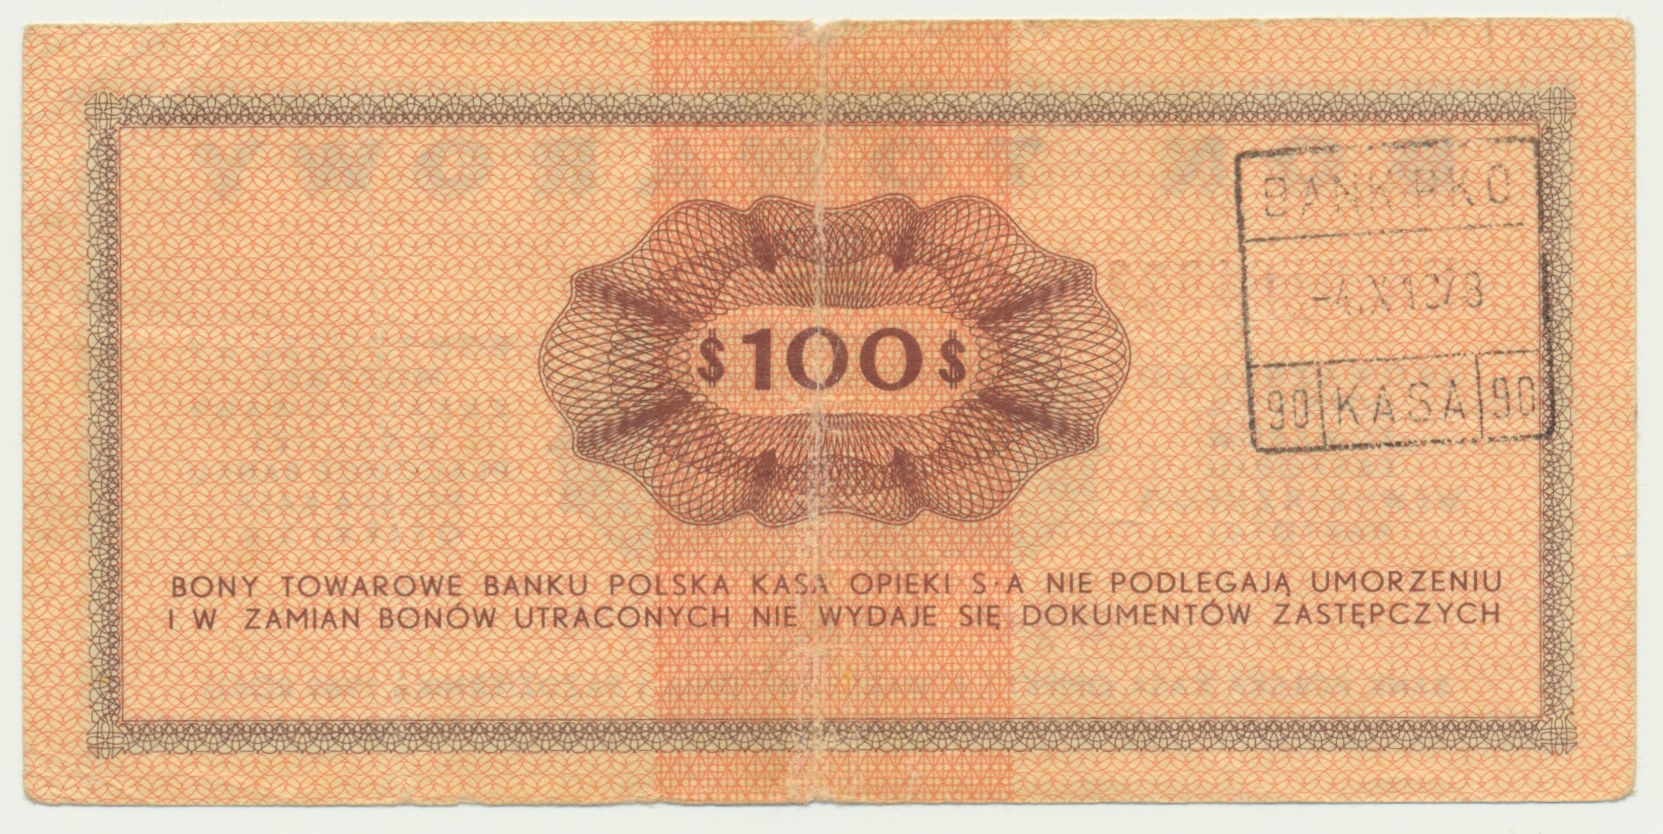 BANK PKO
-4.X1978
90 KASA 90
$100$
BONY TOWAROWE BANKU POLSKA KASA OPIEKI S·A NIE PODLEGAJĄ UMORZENIU
I W ZAMIAN BONÓW UTRACONYCH NIE WYDAJE SIĘ DOKUMENTÓW ZASTĘPCZYCH